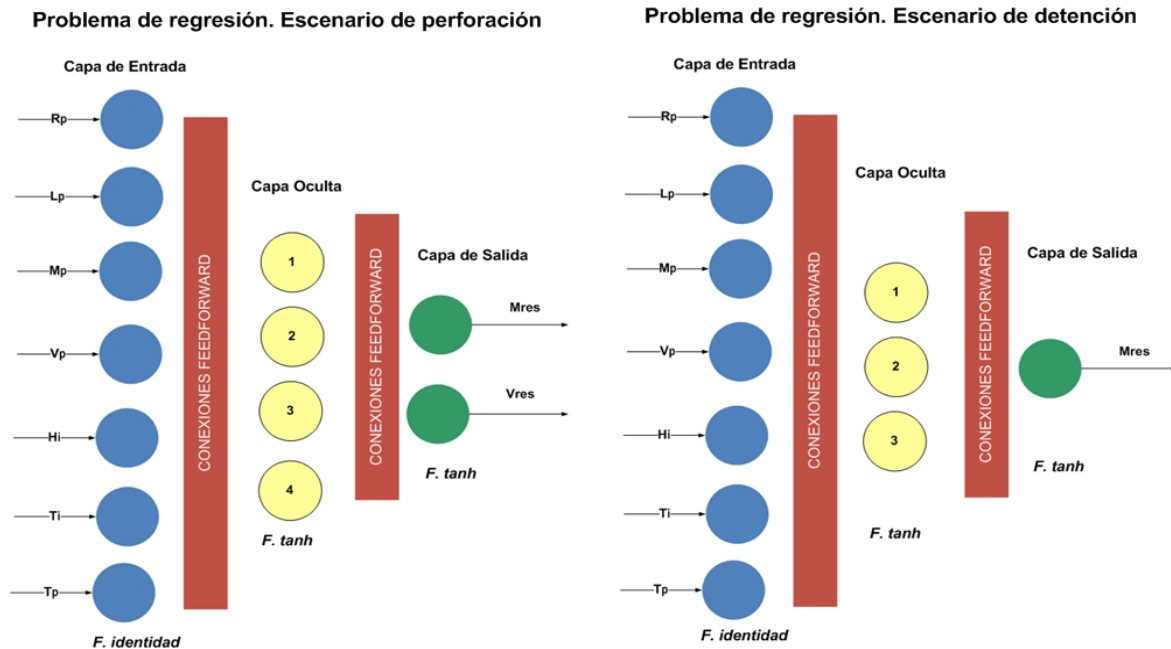 Problema de regresión. Escenario de perforación
Capa de Entrada
Rp
Lp
Mp
Vp
Hi
Ti
Tp
F. identidad
CONEXIONES FEEDFORWARD
Capa Oculta
1
2
3
4
F. tanh
CONEXIONES FEEDFORWARD
Capa de Salida
Mres
Vres
F. tanh
Problema de regresión. Escenario de detención
Capa de Entrada
Rp
Lp
Mp
Vp
Hi
Ti
Tp
F. identidad
CONEXIONES FEEDFORWARD
Capa Oculta
1
2
3
F. tanh
CONEXIONES FEEDFORWARD
Capa de Salida
Mres
F. tanh